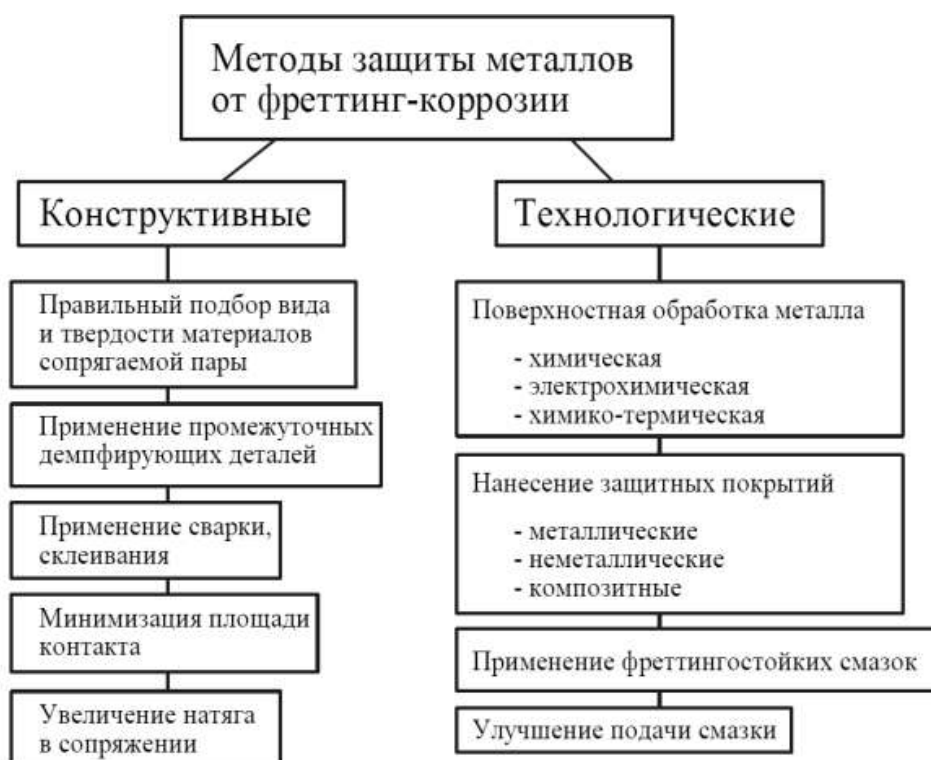 Методы защиты металлов
от фреттинг-коррозии
Конструктивные
Правильный подбор вида
и твердости материалов
сопрягаемой пары
Применение промежуточных
демпфирующих деталей
Применение сварки,
склеивания
Минимизация площади
контакта
Увеличение натяга
в сопряжении
Технологические
Поверхностная обработка металла
- химическая
- электрохимическая
- химико-термическая
Нанесение защитных покрытий
- металлические
- неметаллические
- композитные
Применение фреттингостойких смазок
Улучшение подачи смазки